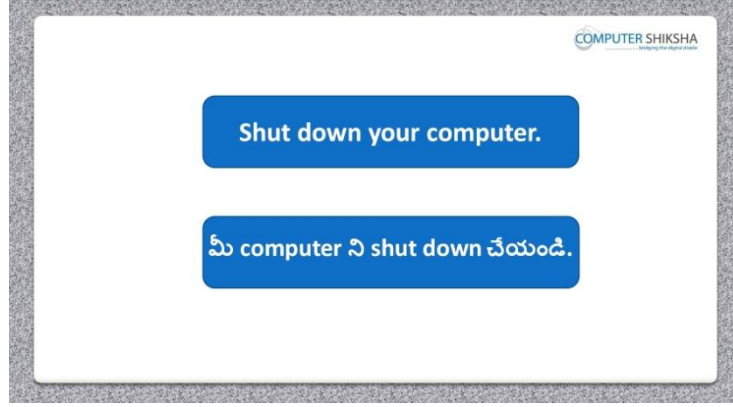 COMPUTER SHIKSHA
bridging the digital divide
Shut down your computer.
మీ computer ని shut down చేయండి.